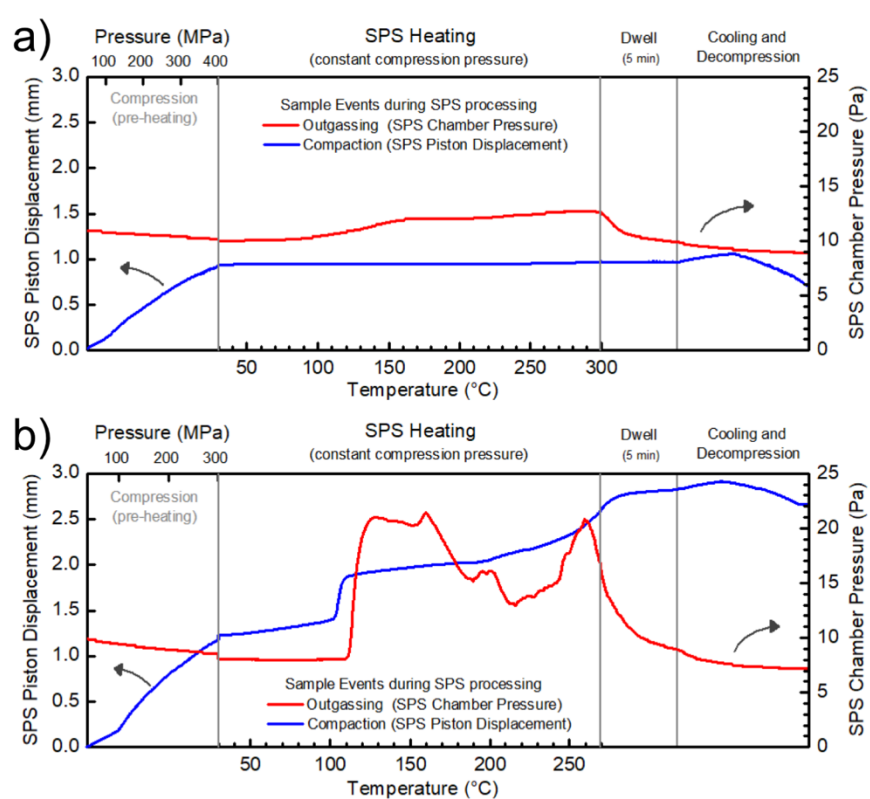 a)
Pressure (MPa)
SPS Heating
Dwell
Cooling and
100 200 300 400
(constant compression pressure)
(5 min)
Decompression
3.0
2.5
2.0
1.5
1.0
0.5
0.0
SPS Piston Displacement (mm)
Compression
(pre-heating)
Sample Events during SPS processing
Outgassing (SPS Chamber Pressure)
Compaction (SPS Piston Displacement)
25
20
15
10
5
0
SPS Chamber Pressure (Pa)
50 100 150 200 250 300
Temperature (°C)
b)
Pressure (MPa)
SPS Heating
Dwell
Cooling and
100 200 300
(constant compression pressure)
(5 min)
Decompression
3.0
2.5
2.0
1.5
1.0
0.5
0.0
SPS Piston Displacement (mm)
Compression
(pre-heating)
Sample Events during SPS processing
Outgassing (SPS Chamber Pressure)
Compaction (SPS Piston Displacement)
25
20
15
10
5
0
SPS Chamber Pressure (Pa)
50 100 150 200 250
Temperature (°C)